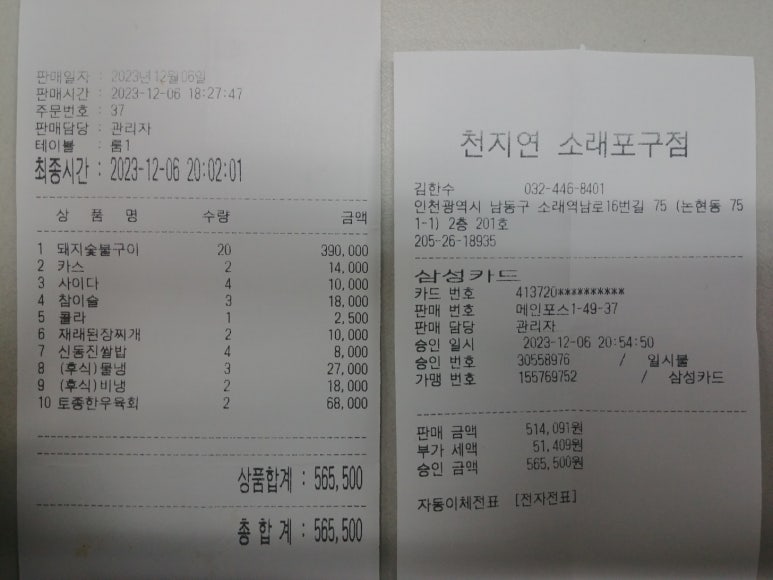 판매일자 : 2023년12월06일
판매시간 : 2023-12-06 18:27:47
주문번호 : 37
판매담당 : 관리자
테이블 : 룸1
최종시간 : 2023-12-06 20:02:01
상 품 명 수량 금액
1 돼지숯불구이 20 390,000
2 카스 2 14,000
3 사이다 4 10,000
4 참이슬 3 18,000
5 콜라 1 2,500
6 재래된장찌개 2 10,000
7 신동진쌀밥 4 8,000
8 (후식)물냉 3 27,000
9 (후식)비냉 2 18,000
10 토종한우육회 2 68,000
상품합계 : 565,500
총 합 계 : 565,500
천지연 소래포구점
김한수 032-446-8401
인천광역시 남동구 소래역남로16번길 75 (논현동 75
1-1) 2층 201호
205-26-18935
삼성카드
카드 번호 413720**********
판매 번호 메인포스1-49-37
판매 담당 관리자
승인 일시 2023-12-06 20:54:50
승인 번호 30558976 / 일시불
가맹 번호 155769752 / 삼성카드
판매 금액 514,091원
부가 세액 51,409원
승인 금액 565,500원
자동이체전표 [전자전표]